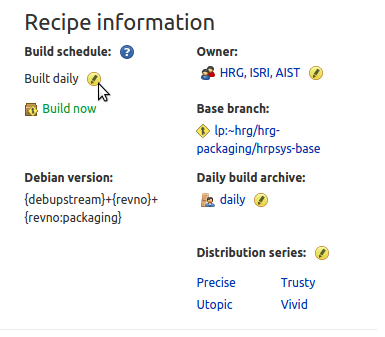 Recipe information
Build schedule:
Built daily
Build now
Owner:
HRG, ISRI, AIST
Base branch:
lp:~hrg/hrg-
packaging/hrpsys-base
Debian version:
{debupstream}+{revno}+
{revno:packaging}
Daily build archive:
daily
Distribution series:
Precise Trusty
Utopic Vivid